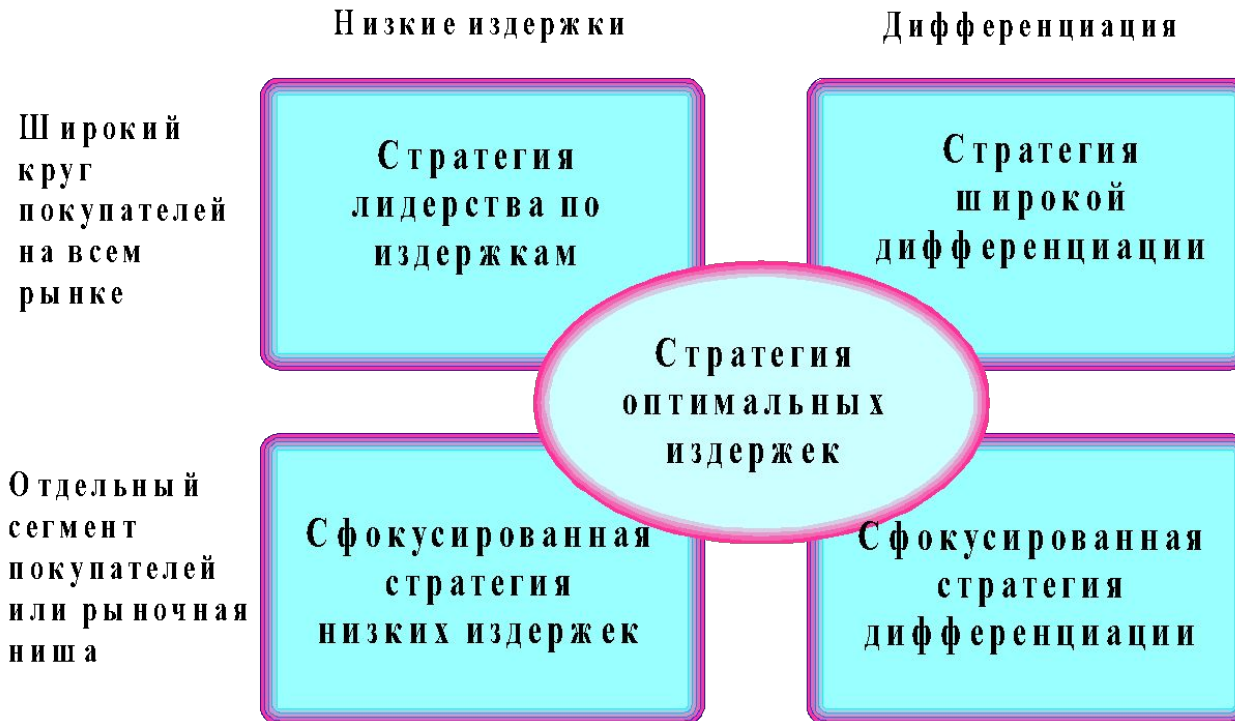 Низкие издержки
Дифференциация
Широкий
круг
покупателей
на всем
рынке
Стратегия
лидерства по
издержкам
Стратегия
широкой
дифференциации
Стратегия
оптимальных
издержек
Отдельный
сегмент
покупателей
или рыночная
ниша
Сфокусированная
стратегия
низких издержек
Сфокусированная
стратегия
дифференциации